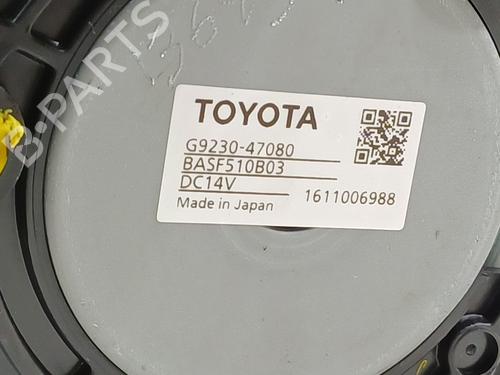 B-PARTS
TOYOTA
G9230-47080
BASF510B03
DC14V
Made in Japan
1611006988